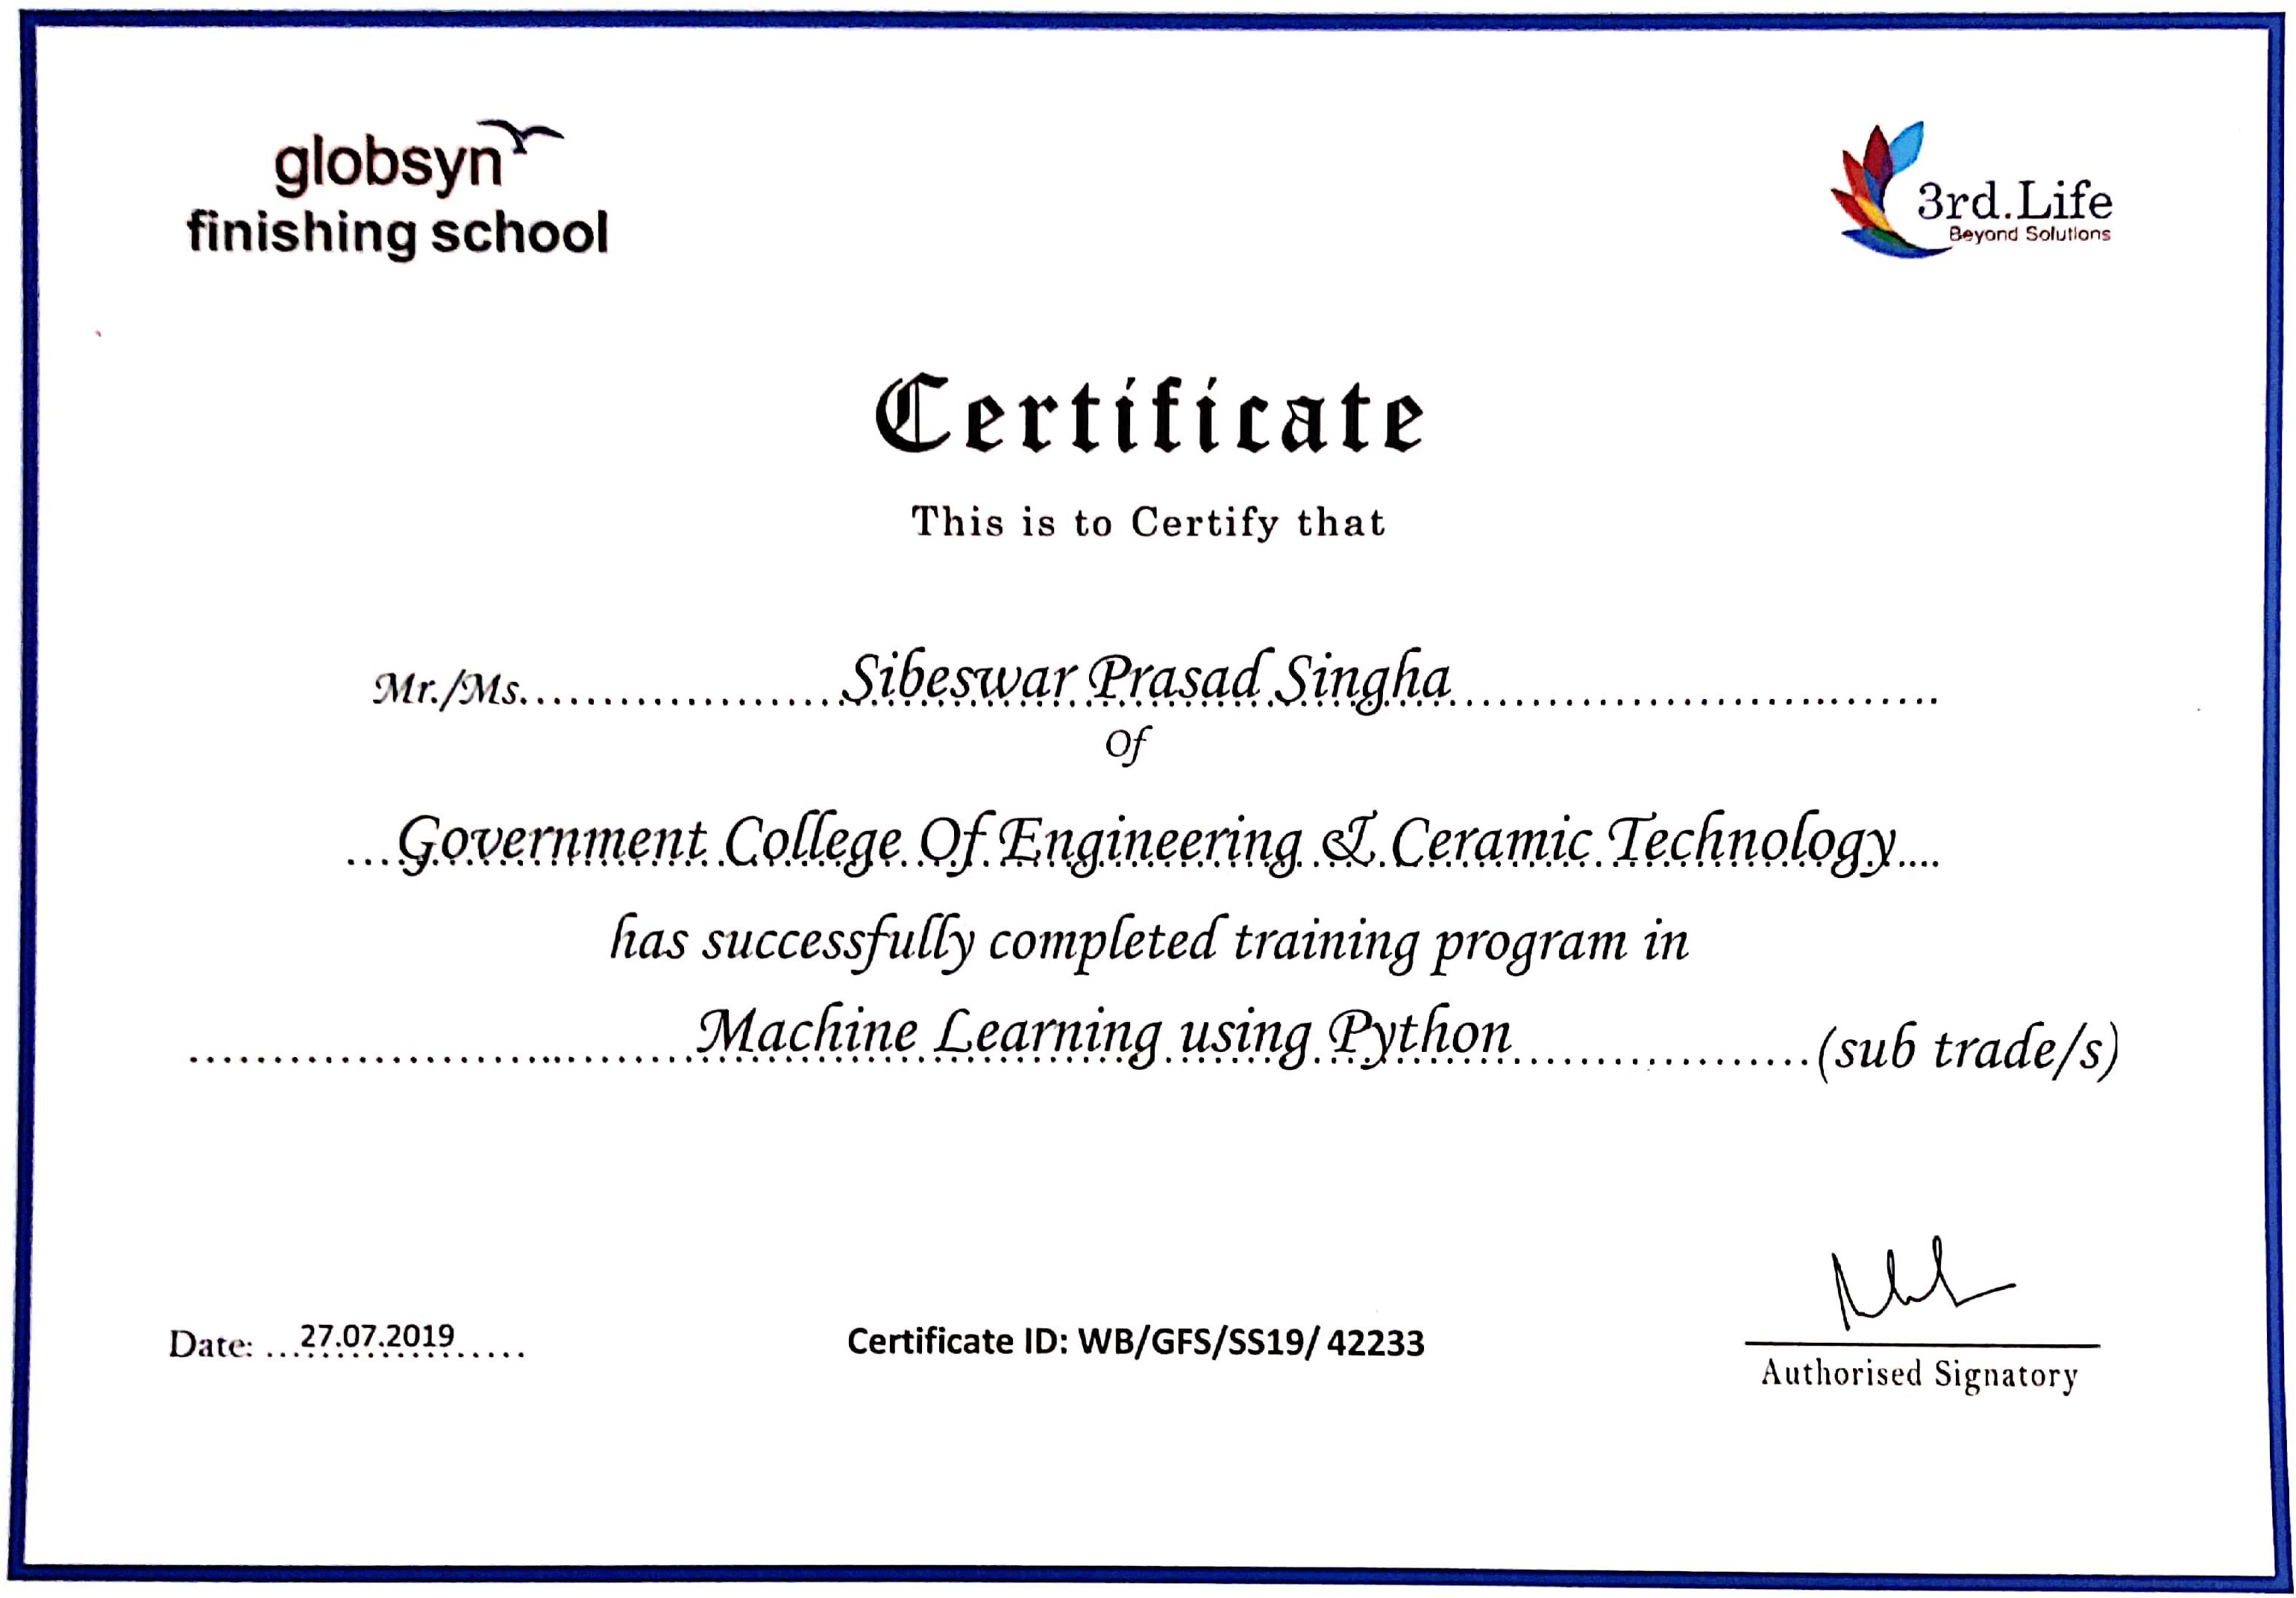 globsyn
finishing school
3rd.Life
Beyond Solutions
Certificate
This is to Certify that
Mr./Ms. Sibeswar Prasad Singha
Of
Government College Of Engineering & Ceramic Technology
has successfully completed training program in
Machine Learning using Python (sub trade/s)
Date: 27.07.2019
Certificate ID: WB/GFS/SS19/ 42233
Authorised Signatory